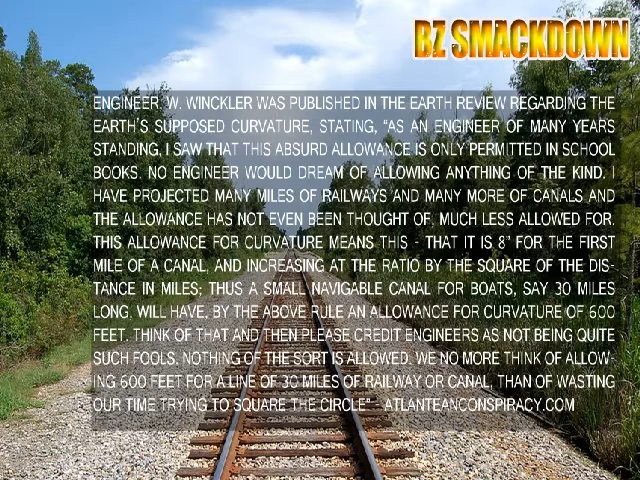 BZ SMACKDOWN
ENGINEER, W. WINCKLER WAS PUBLISHED IN THE EARTH REVIEW REGARDING THE
EARTH'S SUPPOSED CURVATURE, STATING, "AS AN ENGINEER OF MANY YEARS
STANDING, I SAW THAT THIS ABSURD ALLOWANCE IS ONLY PERMITTED IN SCHOOL
BOOKS. NO ENGINEER WOULD DREAM OF ALLOWING ANYTHING OF THE KIND. I
HAVE PROJECTED MANY MILES OF RAILWAYS AND MANY MORE OF CANALS AND
THE ALLOWANCE HAS NOT EVEN BEEN THOUGHT OF, MUCH LESS ALLOWED FOR.
THIS ALLOWANCE FOR CURVATURE MEANS THIS - THAT IT IS 8" FOR THE FIRST
MILE OF A CANAL, AND INCREASING AT THE RATIO BY THE SQUARE OF THE DIS-
TANCE IN MILES; THUS A SMALL NAVIGABLE CANAL FOR BOATS, SAY 30 MILES
LONG, WILL HAVE, BY THE ABOVE RULE AN ALLOWANCE FOR CURVATURE OF 600
FEET. THINK OF THAT AND THEN PLEASE CREDIT ENGINEERS AS NOT BEING QUITE
SUCH FOOLS. NOTHING OF THE SORT IS ALLOWED. WE NO MORE THINK OF ALLOW-
ING 600 FEET FOR A LINE OF 30 MILES OF RAILWAY OR CANAL, THAN OF WASTING
OUR TIME TRYING TO SQUARE THE CIRCLE" - ATLANTEANCONSPIRACY.COM